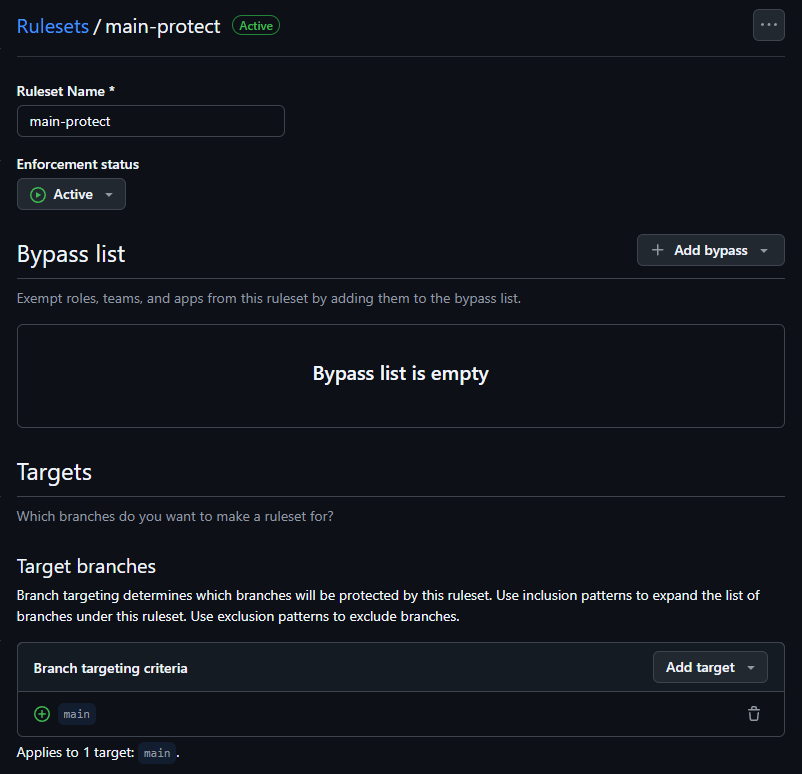 Rulesets / main-protect Active
Ruleset Name *
main-protect
Enforcement status
Active
Bypass list
Add bypass
Exempt roles, teams, and apps from this ruleset by adding them to the bypass list.
Bypass list is empty
Targets
Which branches do you want to make a ruleset for?
Target branches
Branch targeting determines which branches will be protected by this ruleset. Use inclusion patterns to expand the list of
branches under this ruleset. Use exclusion patterns to exclude branches.
Branch targeting criteria
Add target
main
Applies to 1 target: main.